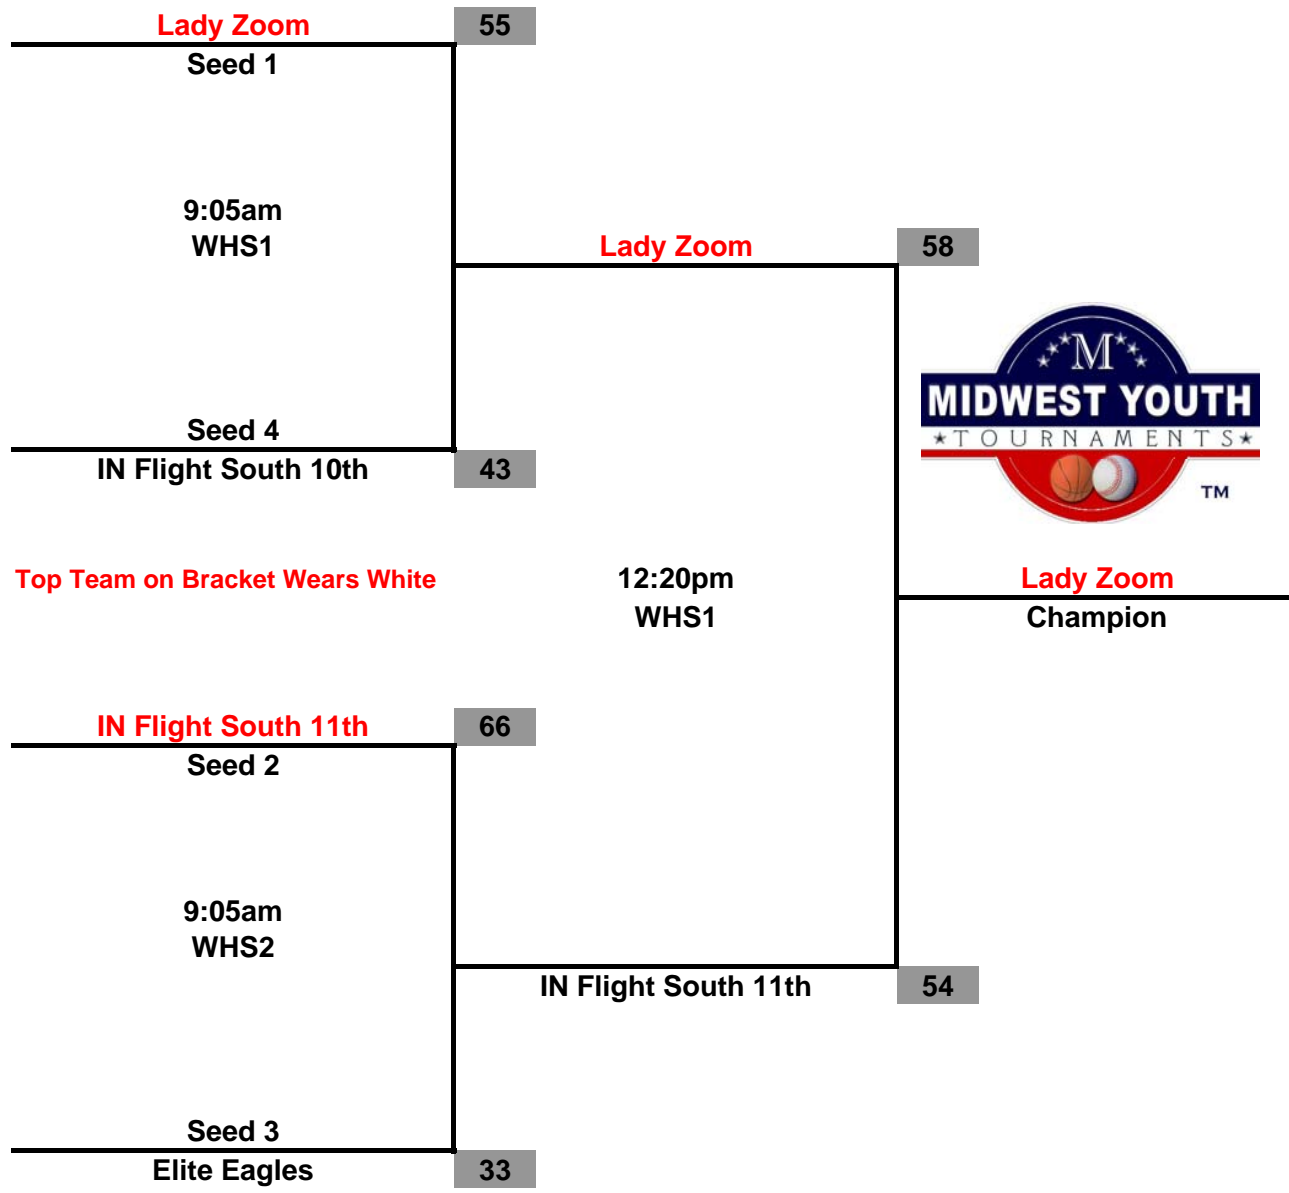 Lady Zoom 55
Seed 1
9:05am
WHS1
Lady Zoom 58
M
MIDWEST YOUTH
TOURNAMENTS
TM
Seed 4
IN Flight South 10th 43
Top Team on Bracket Wears White
12:20pm
WHS1
Lady Zoom
Champion
IN Flight South 11th 66
Seed 2
9:05am
WHS2
IN Flight South 11th 54
Seed 3
Elite Eagles 33